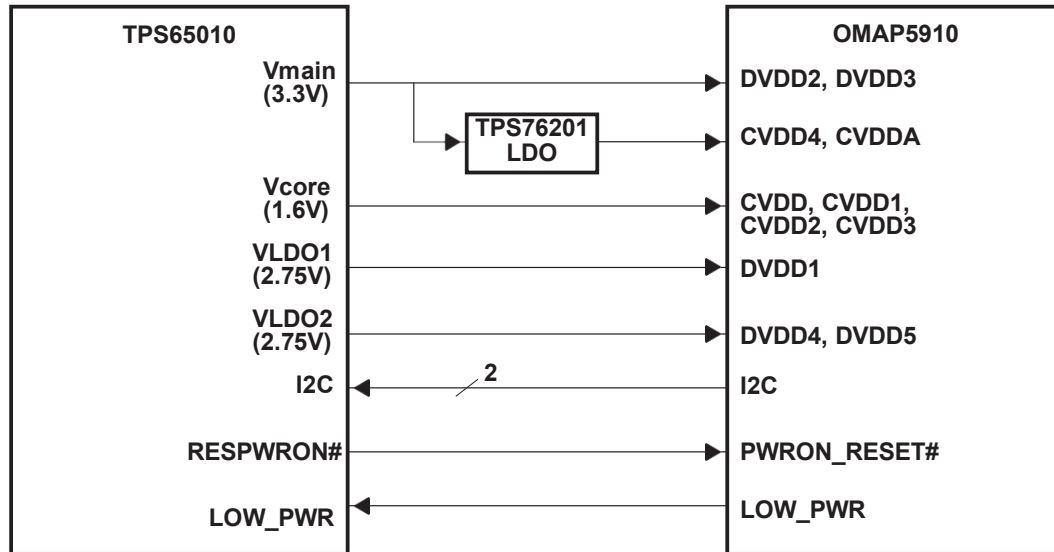 TPS65010
OMAP5910
Vmain
(3.3V)
DVDD2, DVDD3
TPS76201
LDO
CVDD4, CVDDA
Vcore
(1.6V)
CVDD, CVDD1,
CVDD2, CVDD3
VLDO1
(2.75V)
DVDD1
VLDO2
(2.75V)
DVDD4, DVDD5
I2C
2
I2C
RESPWRON#
PWRON_RESET#
LOW_PWR
LOW_PWR